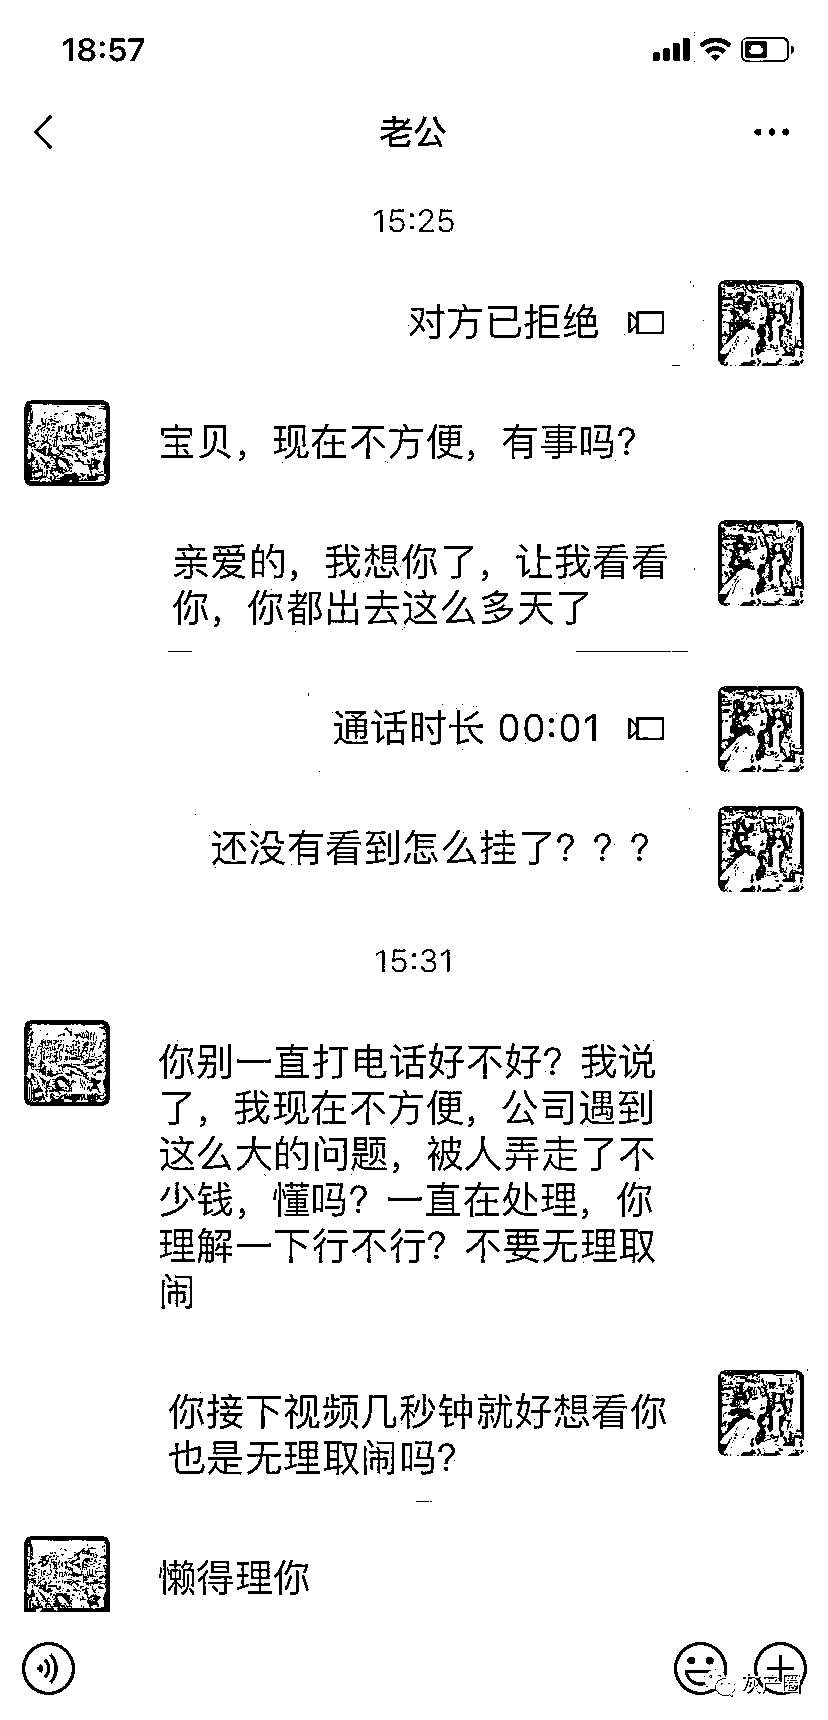 18:57
老公
15:25
对方已拒绝
宝贝，现在不方便，有事吗？
亲爱的，我想你了，让我看看
你，你都出去这么多天了
通话时长 00:01
还没有看到怎么挂了？？？
15:31
你别一直打电话好不好？我说
了，我现在不方便，公司遇到
这么大的问题，被人弄走了不
少钱，懂吗？一直在处理，你
理解一下行不行？不要无理取
闹
你接下视频几秒钟就好想看你
也是无理取闹吗？
懒得理你
灰产圈